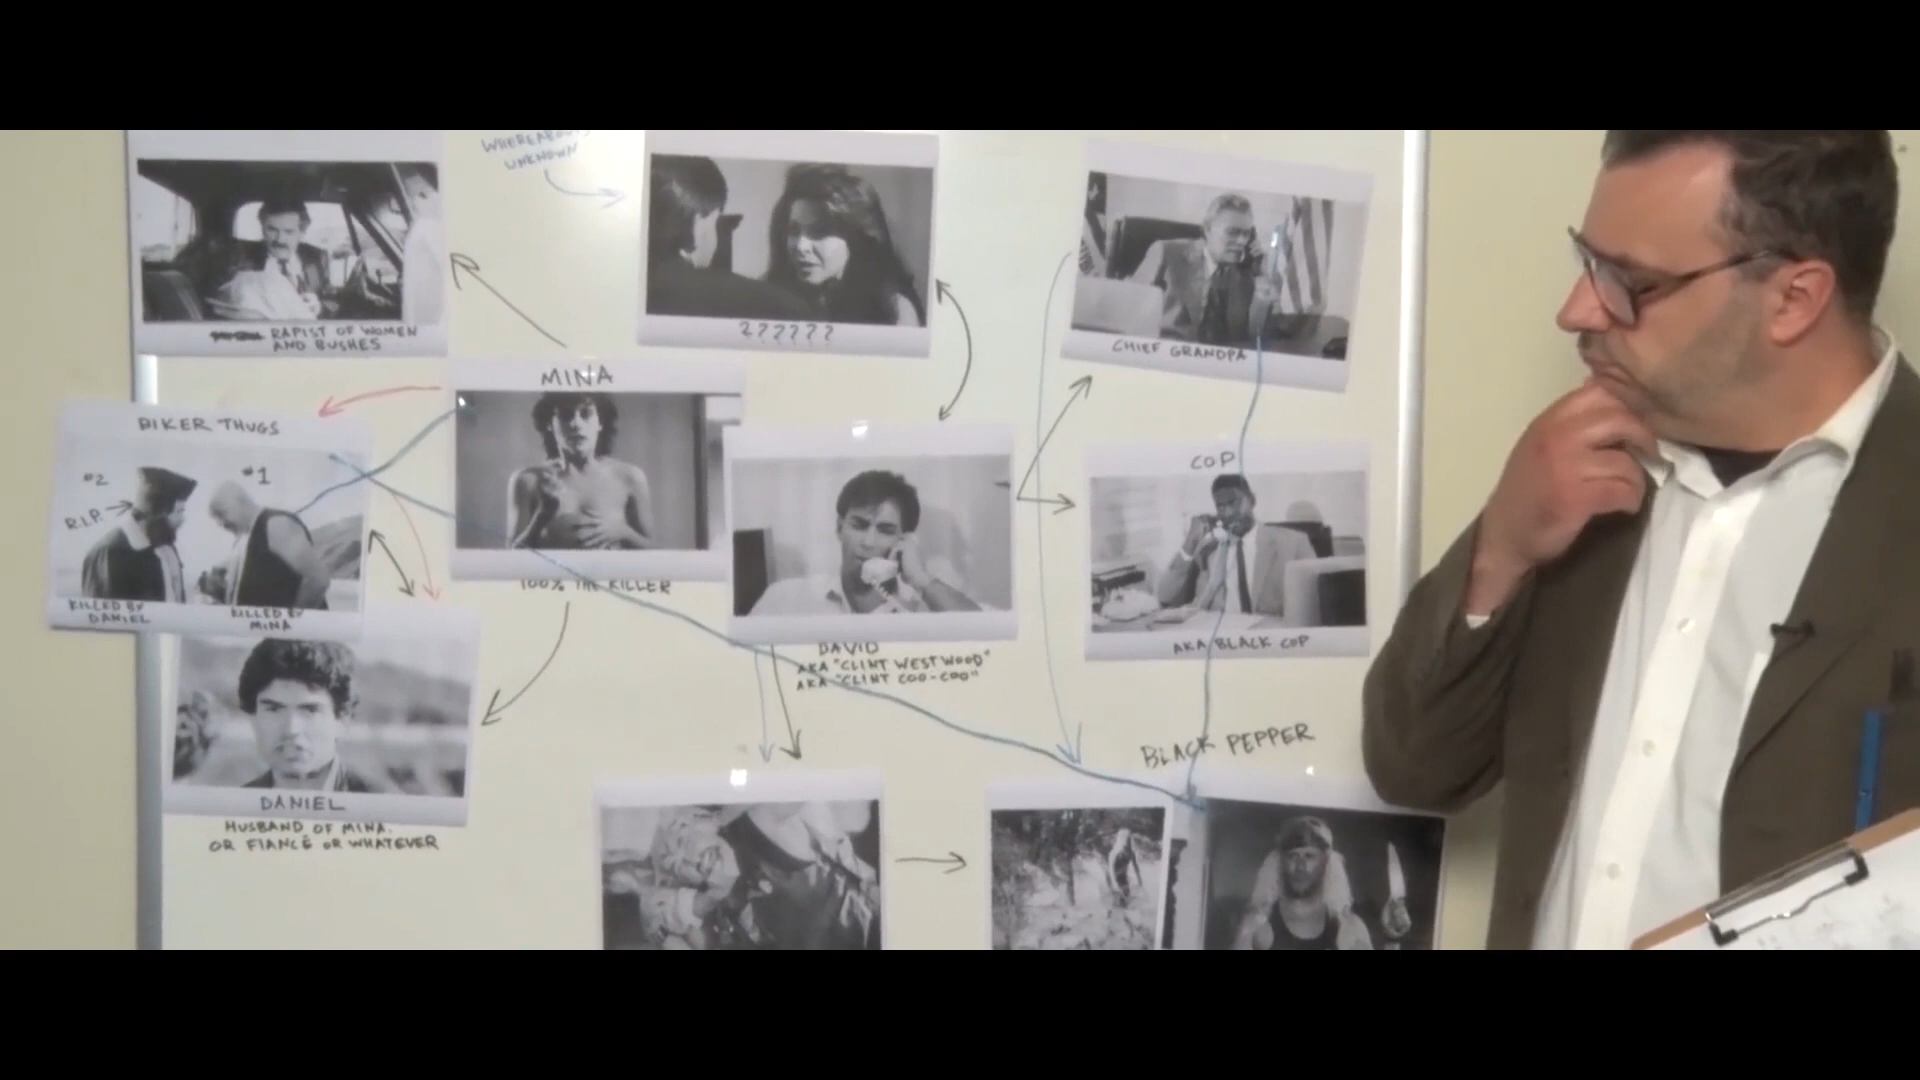 WHEREABOUTS
UNKNOWN
RAPIST OF WOMEN
AND BUSHES
??????
CHIEF GRANDPA
MINA
100% THE KILLER
BIKER THUGS
#2
#1
R.I.P.
KILLED BY
DANIEL
KILLED BY
MINA
COP
AKA BLACK COP
DAVID
AKA "CLINT WESTWOOD"
AKA "CLINT COO-COO"
DANIEL
HUSBAND OF MINA.
OR FIANCÉ OR WHATEVER
BLACK PEPPER